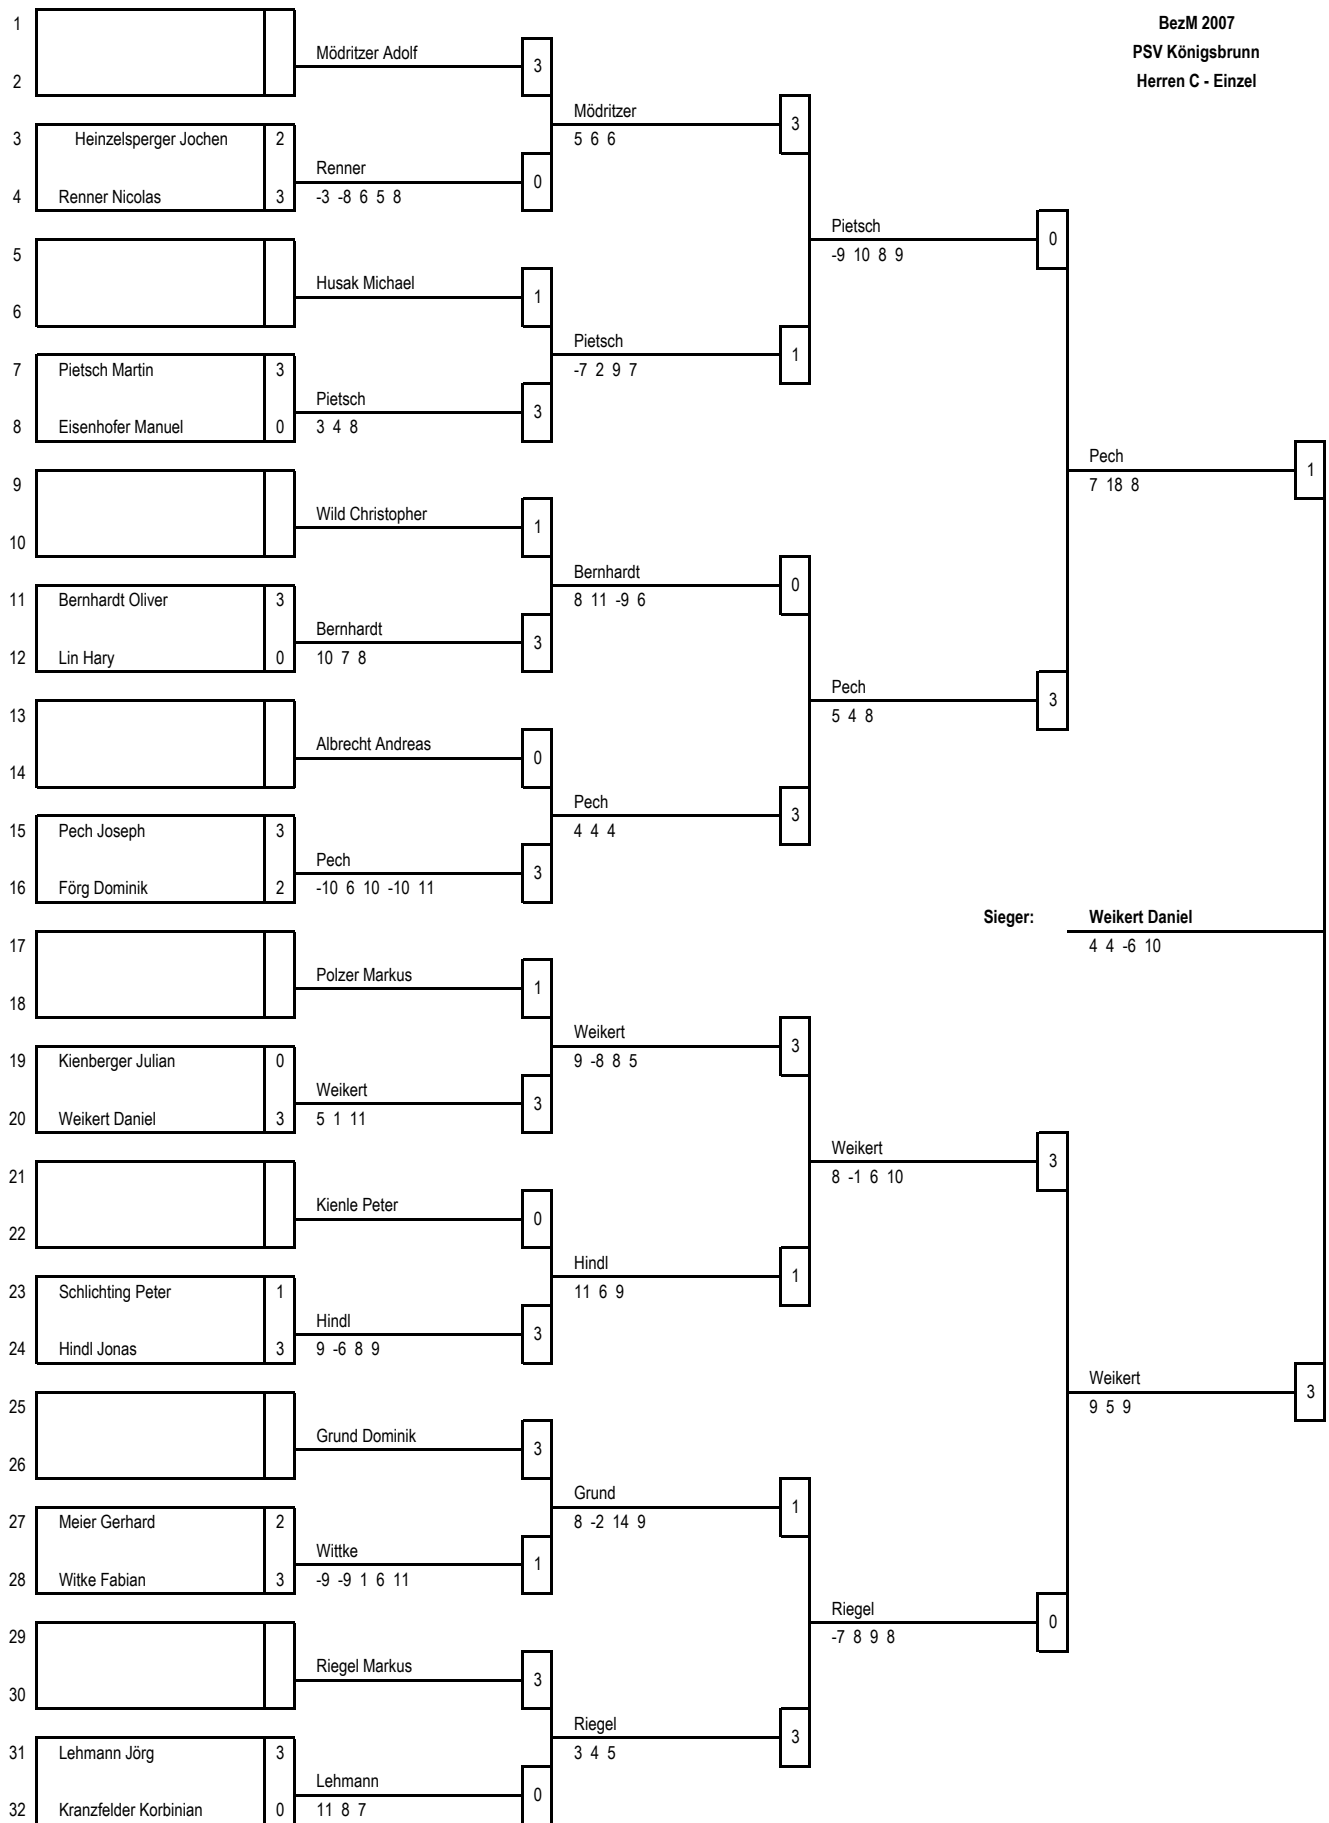 BezM 2007
PSV Königsbrunn
Herren C - Einzel
1
Mödritzer Adolf 3
2
Mödritzer 3
5 6 6
3 Heinzelsperger Jochen 2
Renner 0
-3 -8 6 5 8
4 Renner Nicolas 3
Pietsch 0
-9 10 8 9
5
Husak Michael 1
6
Pietsch 1
-7 2 9 7
7 Pietsch Martin 3
Pietsch 3
3 4 8
8 Eisenhofer Manuel 0
Pech 1
7 18 8
9
Wild Christopher 1
10
Bernhardt 0
8 11 -9 6
11 Bernhardt Oliver 3
Bernhardt 3
10 7 8
12 Lin Hary 0
Pech 3
5 4 8
13
Albrecht Andreas 0
14
Pech 3
4 4 4
15 Pech Joseph 3
Pech 3
-10 6 10 -10 11
16 Förg Dominik 2
Sieger: Weikert Daniel
4 4 -6 10
17
Polzer Markus 1
18
Weikert 3
9 -8 8 5
19 Kienberger Julian 0
Weikert 3
5 1 11
20 Weikert Daniel 3
Weikert 3
8 -1 6 10
21
Kienle Peter 0
22
Hindl 1
11 6 9
23 Schlichting Peter 1
Hindl 3
9 -6 8 9
24 Hindl Jonas 3
Weikert 3
9 5 9
25
Grund Dominik 3
26
Grund 1
8 -2 14 9
27 Meier Gerhard 2
Wittke 1
-9 -9 1 6 11
28 Witke Fabian 3
Riegel 0
-7 8 9 8
29
Riegel Markus 3
30
Riegel 3
3 4 5
31 Lehmann Jörg 3
Lehmann 0
11 8 7
32 Kranzfelder Korbinian 0